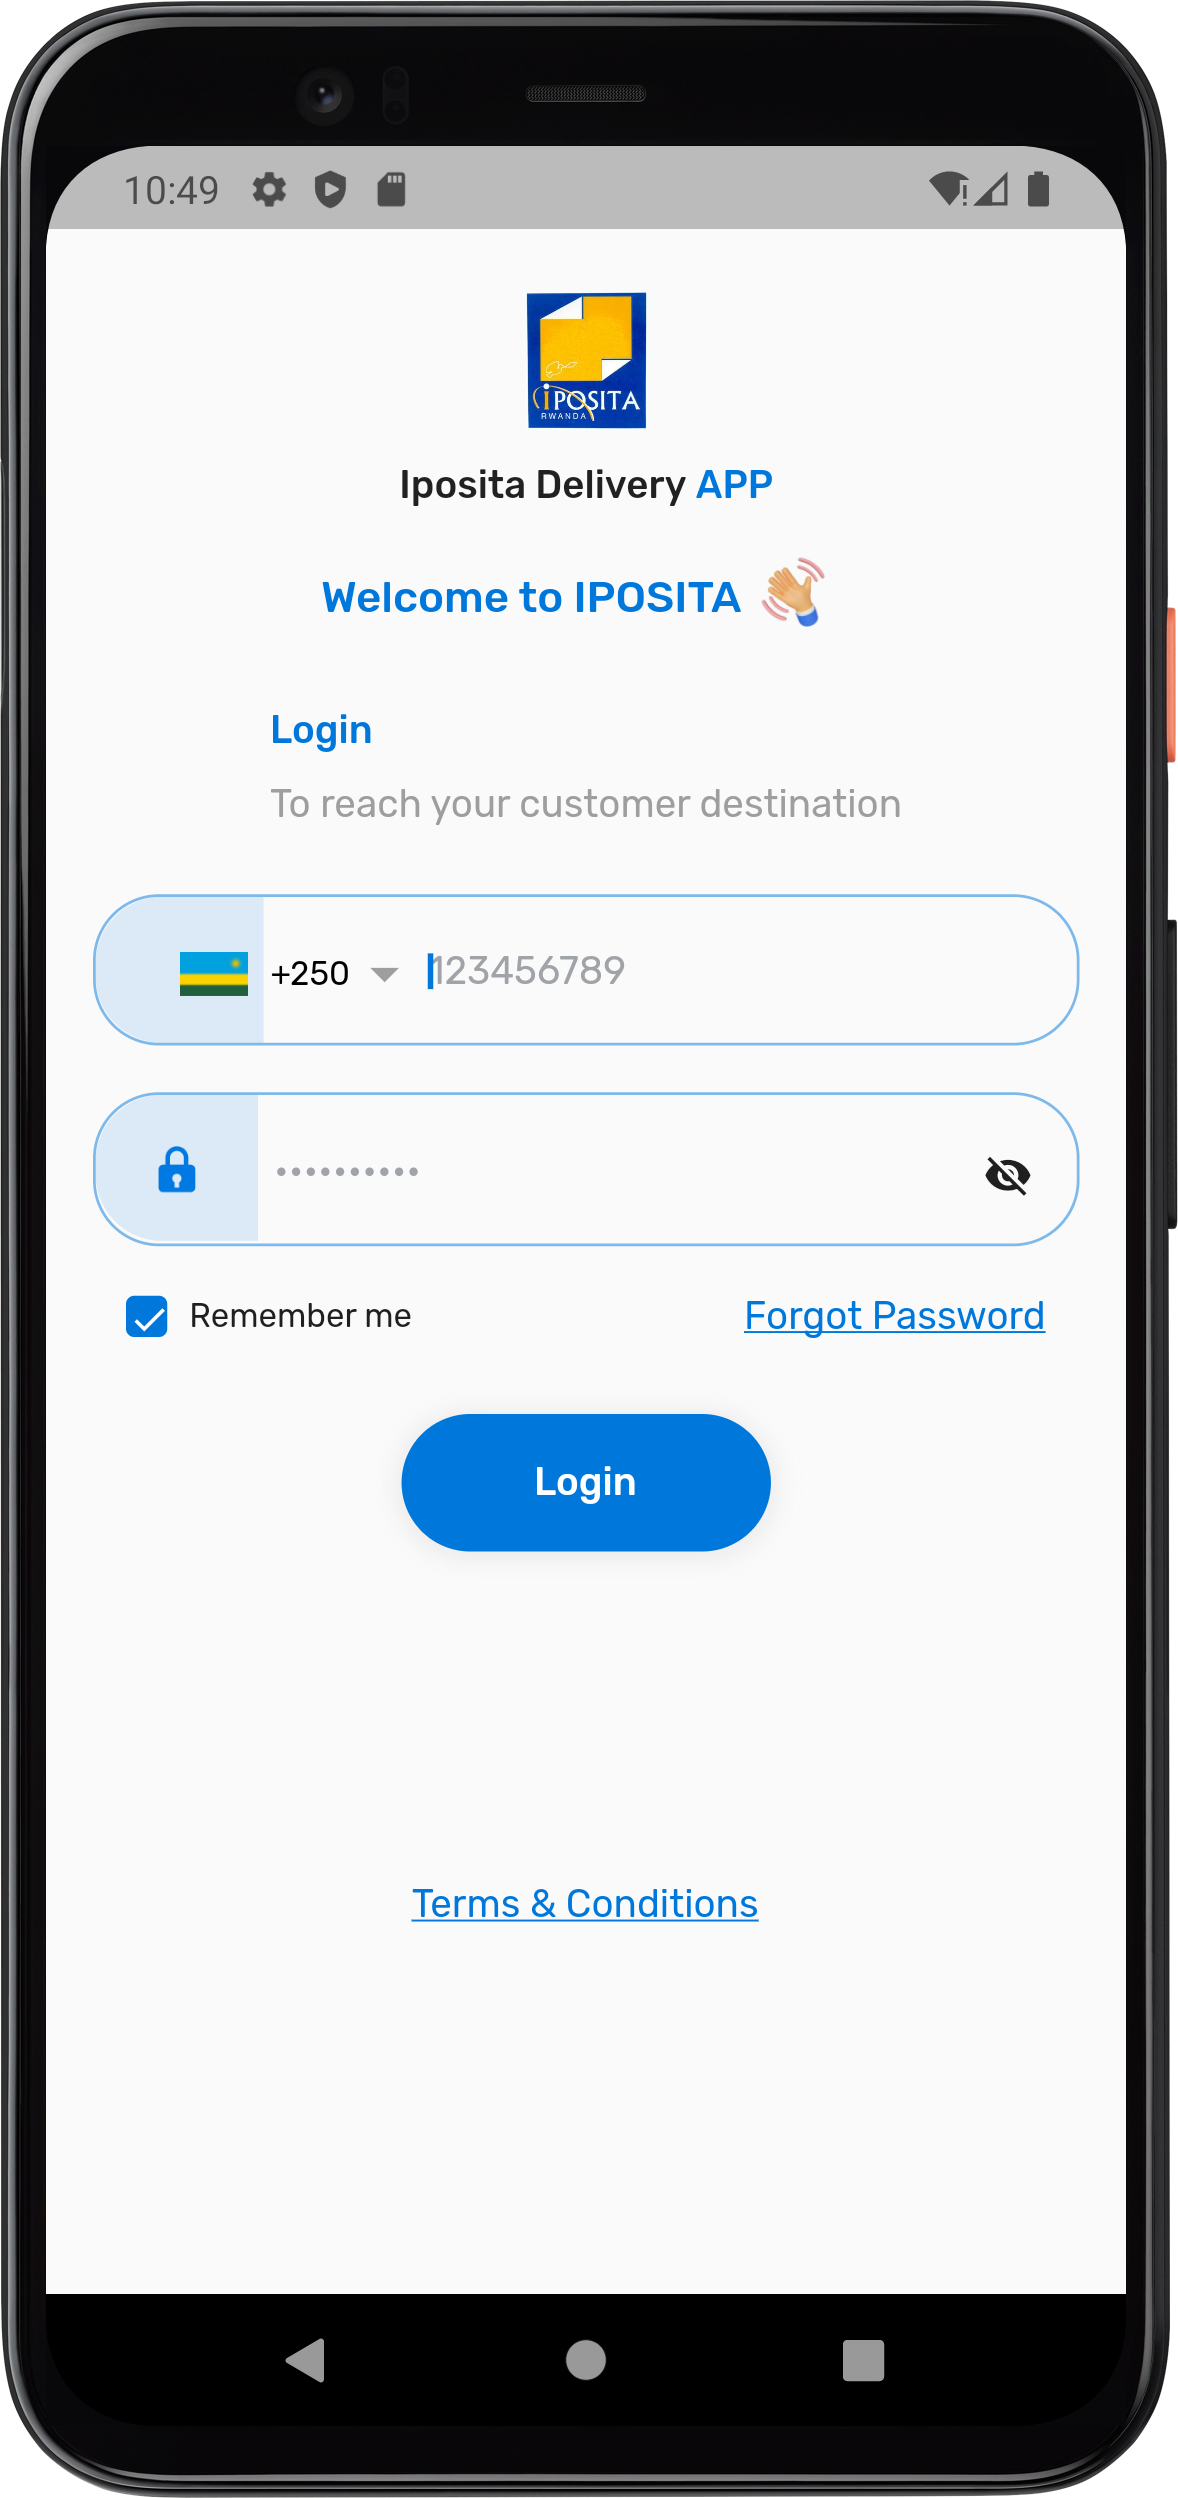 10:49
iPOSITA
RWANDA
Iposita Delivery APP
Welcome to IPOSITA 👋
Login
To reach your customer destination
+250 123456789
••••••••••
Remember me Forgot Password
Login
Terms & Conditions